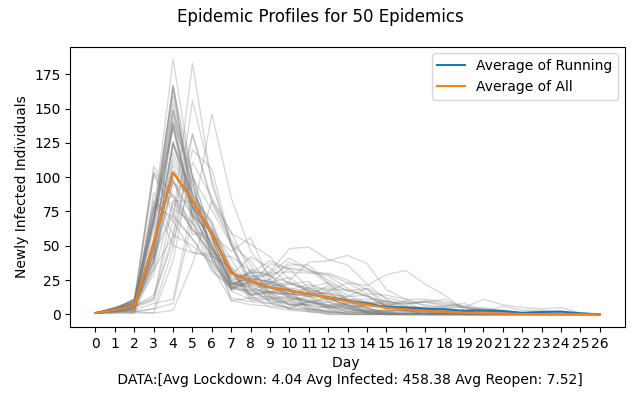 Epidemic Profiles for 50 Epidemics
Newly Infected Individuals
175
150
125
100
75
50
25
0
Average of Running
Average of All
0 1 2 3 4 5 6 7 8 9 10 11 12 13 14 15 16 17 18 19 20 21 22 23 24 25 26
Day
DATA:[Avg Lockdown: 4.04 Avg Infected: 458.38 Avg Reopen: 7.52]